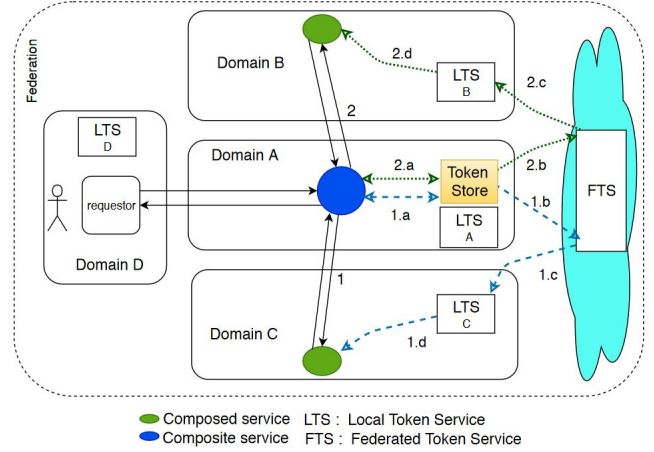 Federation
Domain B
2.d
LTS
B
2.c
2
LTS
D
requestor
Domain D
Domain A
2.a
1.a
Token
Store
LTS
A
2.b
1.b
FTS
1.c
1
Domain C
LTS
C
1.d
Composed service LTS : Local Token Service
Composite service FTS : Federated Token Service